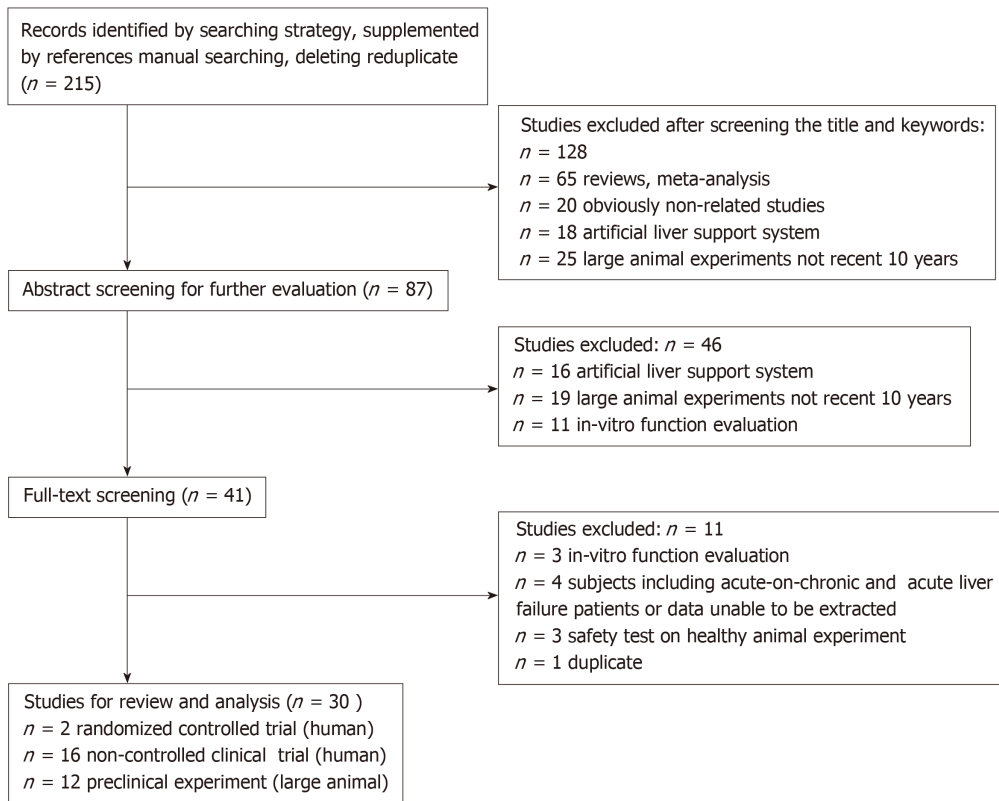 Records identified by searching strategy, supplemented
by references manual searching, deleting reduplicate
(n = 215)
Studies excluded after screening the title and keywords:
n = 128
n = 65 reviews, meta-analysis
n = 20 obviously non-related studies
n = 18 artificial liver support system
n = 25 large animal experiments not recent 10 years
Abstract screening for further evaluation (n = 87)
Studies excluded: n = 46
n = 16 artificial liver support system
n = 19 large animal experiments not recent 10 years
n = 11 in-vitro function evaluation
Full-text screening (n = 41)
Studies excluded: n = 11
n = 3 in-vitro function evaluation
n = 4 subjects including acute-on-chronic and acute liver
failure patients or data unable to be extracted
n = 3 safety test on healthy animal experiment
n = 1 duplicate
Studies for review and analysis (n = 30 )
n = 2 randomized controlled trial (human)
n = 16 non-controlled clinical trial (human)
n = 12 preclinical experiment (large animal)